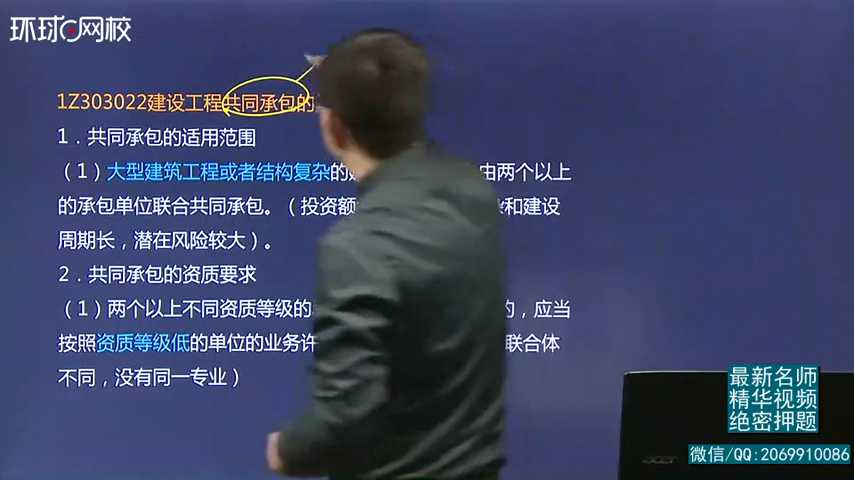 环球网校
1Z303022建设工程共同承包的
1．共同承包的适用范围
（1）大型建筑工程或者结构复杂的 由两个以上
的承包单位联合共同承包。（投资额 杂和建设
周期长，潜在风险较大）。
2．共同承包的资质要求
（1）两个以上不同资质等级的 的，应当
按照资质等级低的单位的业务许 联合体
不同，没有同一专业）
最新名师
精华视频
绝密押题
微信/QQ:2069910086
acer